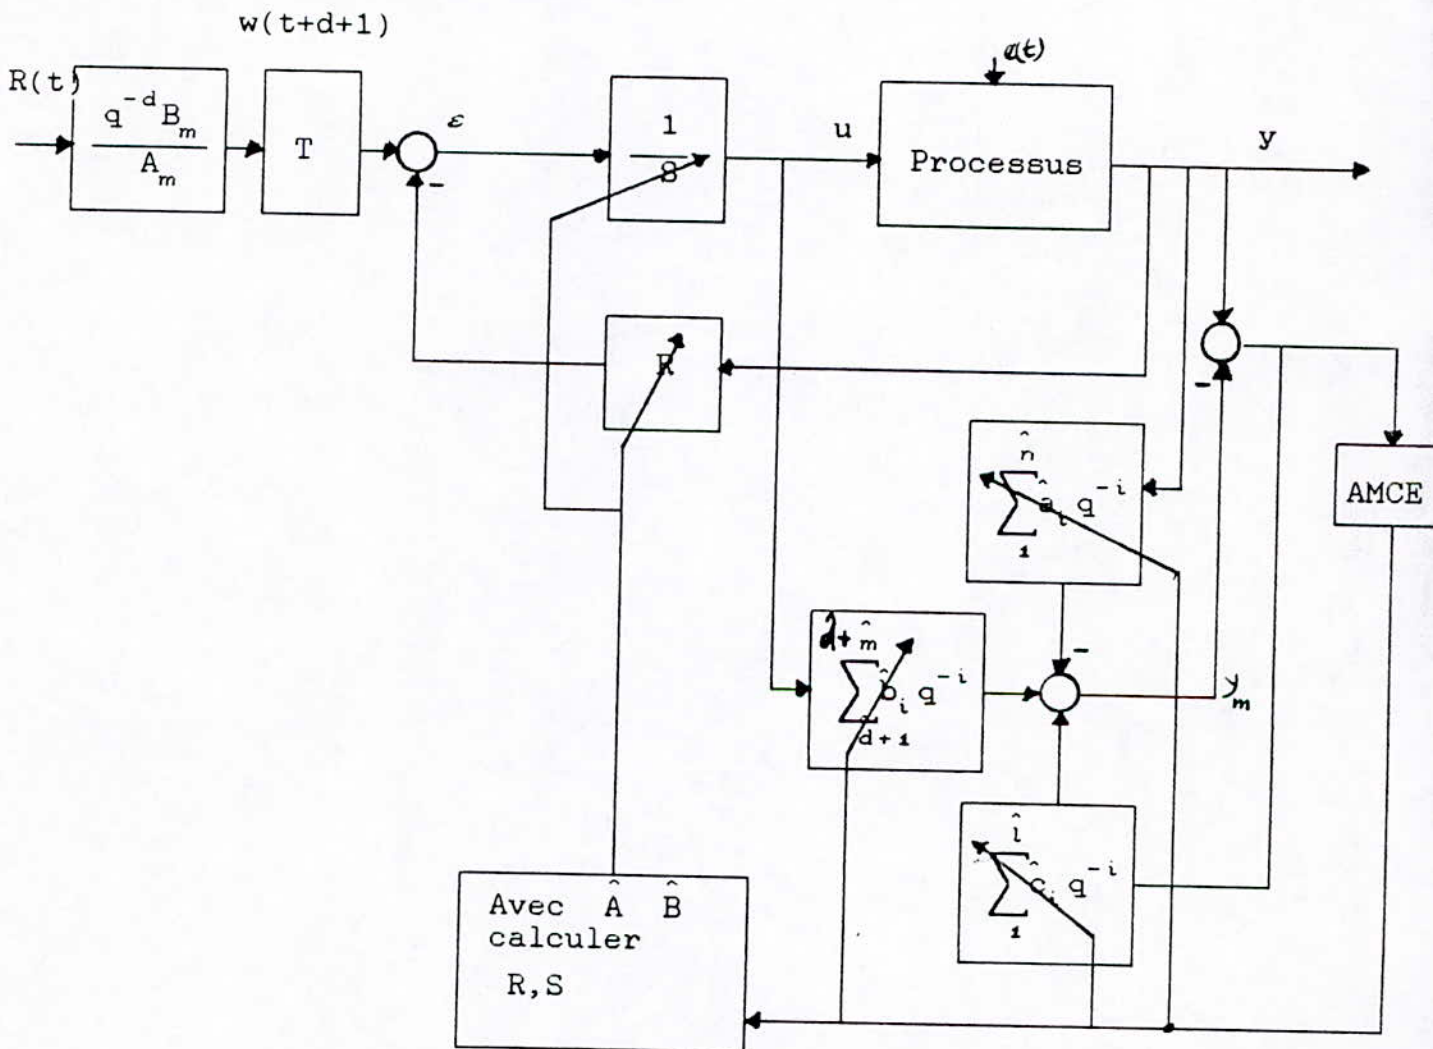 w(t+d+1)
R(t)
q^{-d} B_m
A_m
T
ε
-
1
S
u
e(t)
Processus
y
R
-
n̂
∑ â_i q^{-i}
1
AMCE
-
d+m̂
∑ b̂_i q^{-i}
d+1
-
y_m
l̂
∑ ĉ_i q^{-i}
1
Avec Â B̂
calculer
R,S